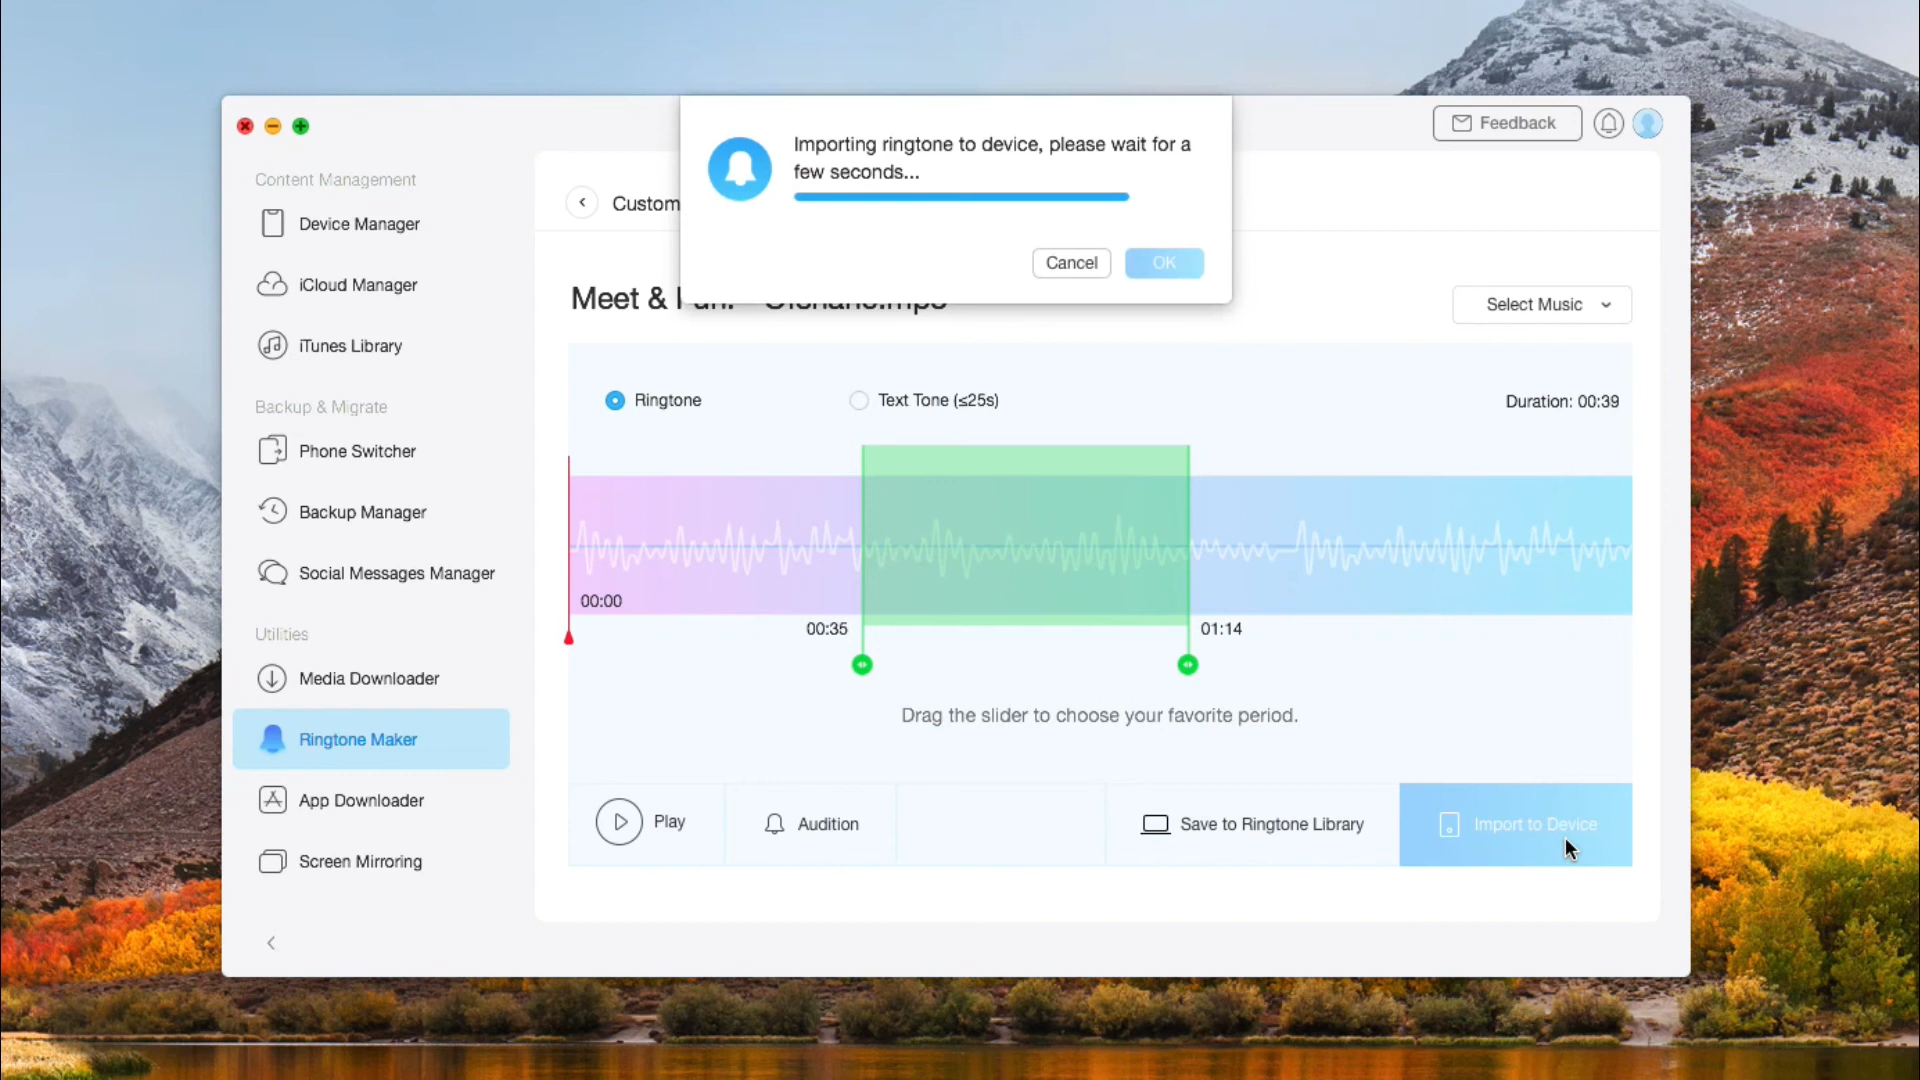 Feedback
Importing ringtone to device, please wait for a
few seconds...
Cancel
OK
Content Management
Device Manager
iCloud Manager
iTunes Library
Backup & Migrate
Phone Switcher
Backup Manager
Social Messages Manager
Utilities
Media Downloader
Ringtone Maker
App Downloader
Screen Mirroring
Custom
Meet & Fun!
Select Music
Ringtone
Text Tone (≤25s)
Duration: 00:39
00:00
00:35
01:14
Drag the slider to choose your favorite period.
Play
Audition
Save to Ringtone Library
Import to Device